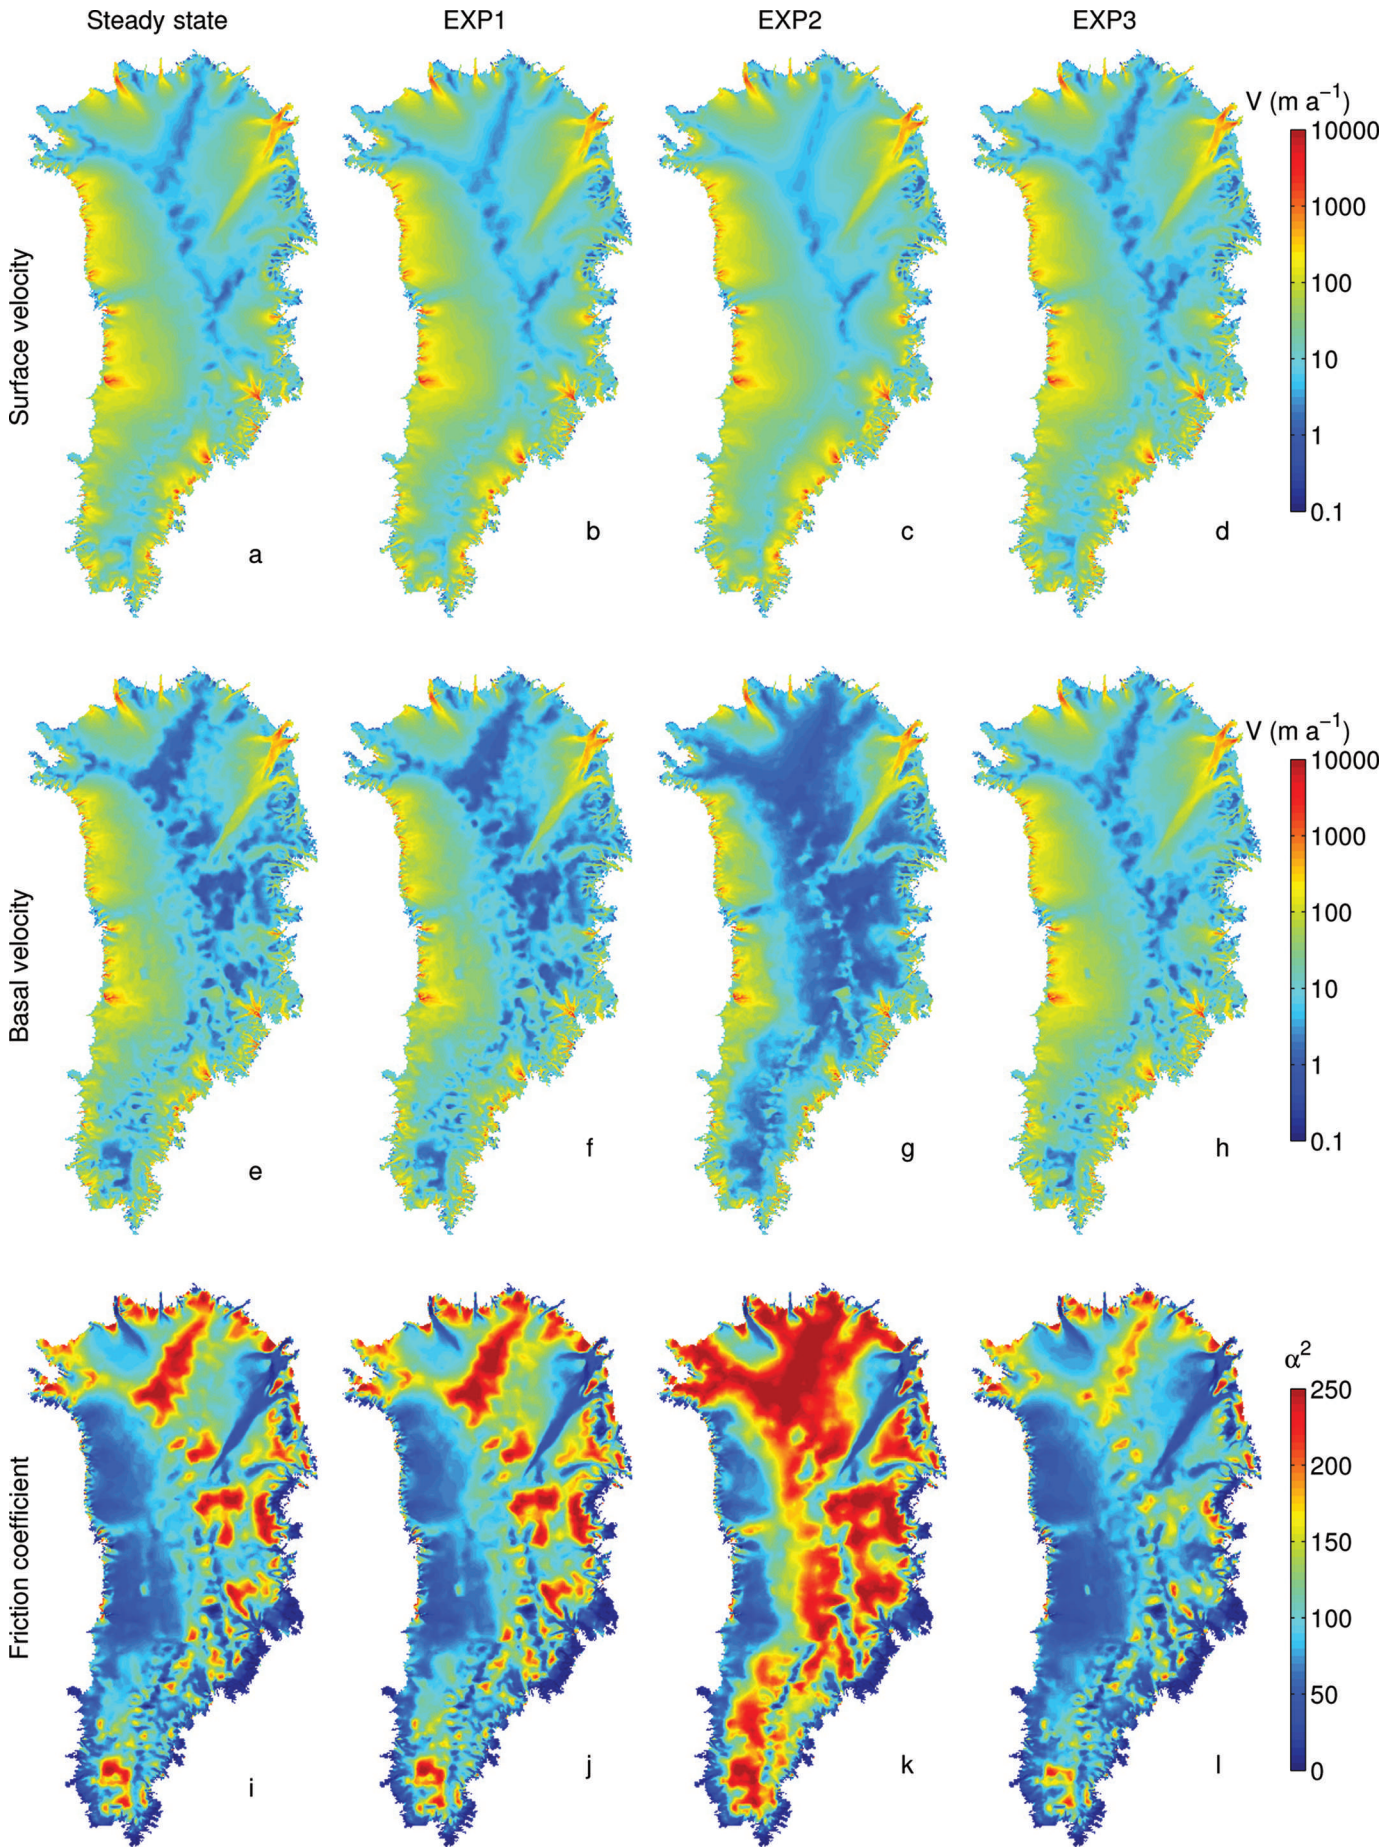 Steady state EXP1 EXP2 EXP3
V (m a⁻¹)
10000
1000
100
10
1
0.1
Surface velocity
a b c d
V (m a⁻¹)
10000
1000
100
10
1
0.1
Basal velocity
e f g h
α²
250
200
150
100
50
0
Friction coefficient
i j k l